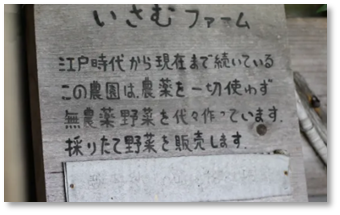 いさむファーム
江戸時代から現在まで続いている
この農園は、農薬を一切使わず
無農薬野菜を代々作っています。
採りたて野菜を販売します。